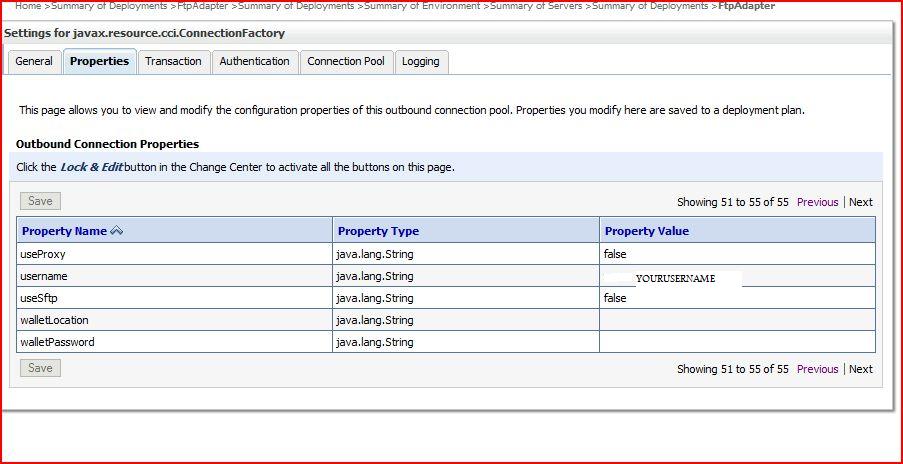 Home >Summary of Deployments >FtpAdapter >Summary of Deployments >Summary of Environment >Summary of Servers >Summary of Deployments >FtpAdapter
Settings for javax.resource.cci.ConnectionFactory
General Properties Transaction Authentication Connection Pool Logging
This page allows you to view and modify the configuration properties of this outbound connection pool. Properties you modify here are saved to a deployment plan.
Outbound Connection Properties
Click the Lock & Edit button in the Change Center to activate all the buttons on this page.
Save Showing 51 to 55 of 55 Previous | Next
Property Name Property Type Property Value
useProxy java.lang.String false
username java.lang.String YOURUSERNAME
useSftp java.lang.String false
walletLocation java.lang.String
walletPassword java.lang.String
Save Showing 51 to 55 of 55 Previous | Next